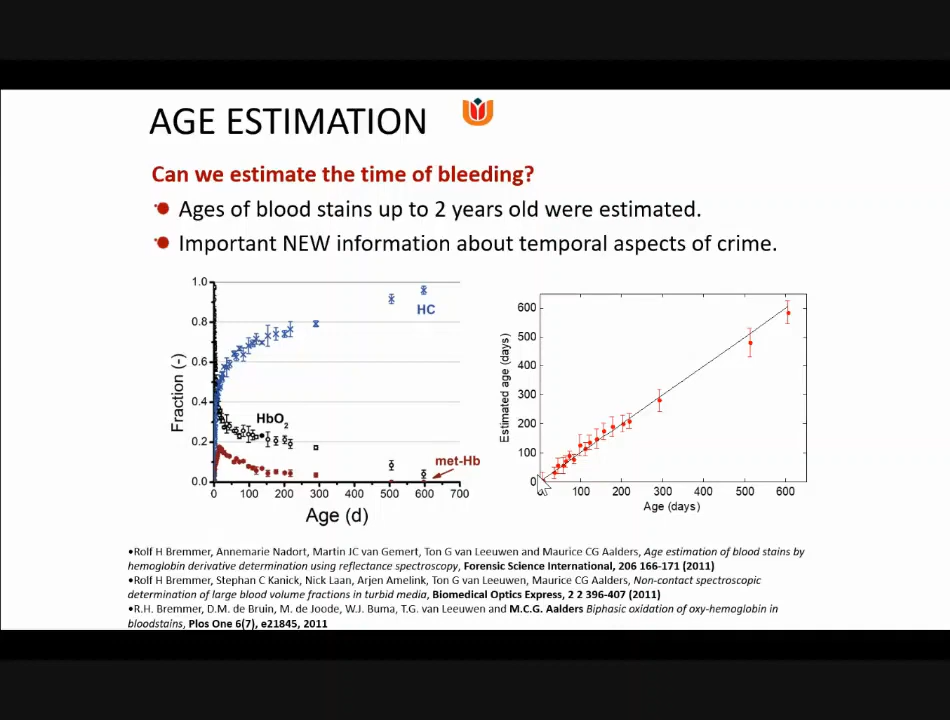 AGE ESTIMATION
Can we estimate the time of bleeding?
Ages of blood stains up to 2 years old were estimated.
Important NEW information about temporal aspects of crime.
1.0
0.8
0.6
0.4
0.2
0.0
Fraction (-)
HC
HbO2
met-Hb
0 50 100 150 200 300 400 500 600 700
Age (d)
600
500
400
300
200
100
0
Estimated age (days)
100 200 300 400 500 600
Age (days)
•Rolf H Bremmer, Annemarie Nadort, Martin JC van Gemert, Ton G van Leeuwen and Maurice CG Aalders, Age estimation of blood stains by
hemoglobin derivative determination using reflectance spectroscopy, Forensic Science International, 206 166-171 (2011)
•Rolf H Bremmer, Stephan C Kanick, Nick Laan, Arjen Amelink, Ton G van Leeuwen, Maurice CG Aalders, Non-contact spectroscopic
determination of large blood volume fractions in turbid media, Biomedical Optics Express, 2 2 396-407 (2011)
•R.H. Bremmer, D.M. de Bruin, M. de Joode, W.J. Buma, T.G. van Leeuwen and M.C.G. Aalders Biphasic oxidation of oxy-hemoglobin in
bloodstains, Plos One 6(7), e21845, 2011